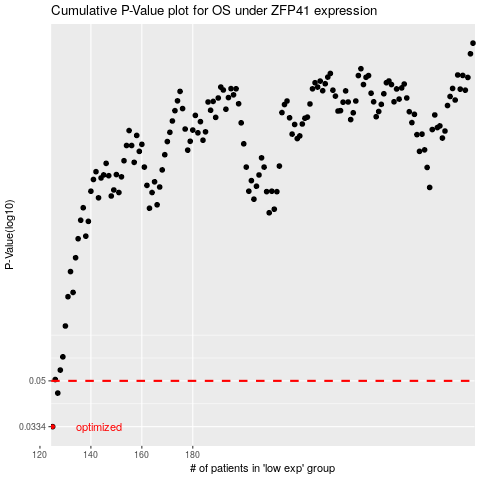 Cumulative P-Value plot for OS under ZFP41 expression
P-Value(log10)
0.05
0.0334
optimized
120 140 160 180
# of patients in 'low exp' group